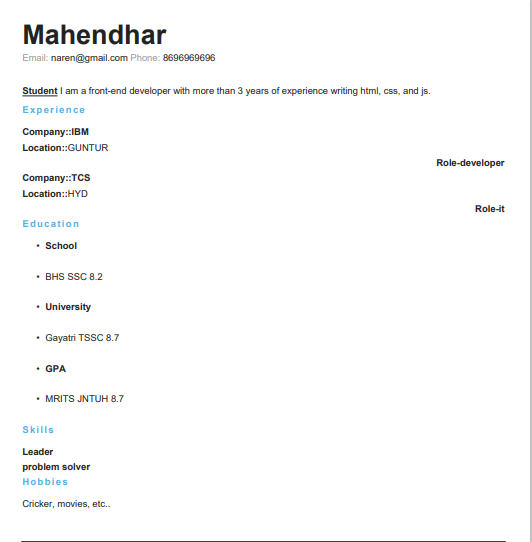 Mahendhar
Email: naren@gmail.com Phone: 8696969696
Student I am a front-end developer with more than 3 years of experience writing html, css, and js.
Experience
Company::IBM
Location::GUNTUR
Role-developer
Company::TCS
Location::HYD
Role-it
Education
• School
• BHS SSC 8.2
• University
• Gayatri TSSC 8.7
• GPA
• MRITS JNTUH 8.7
Skills
Leader
problem solver
Hobbies
Cricker, movies, etc..